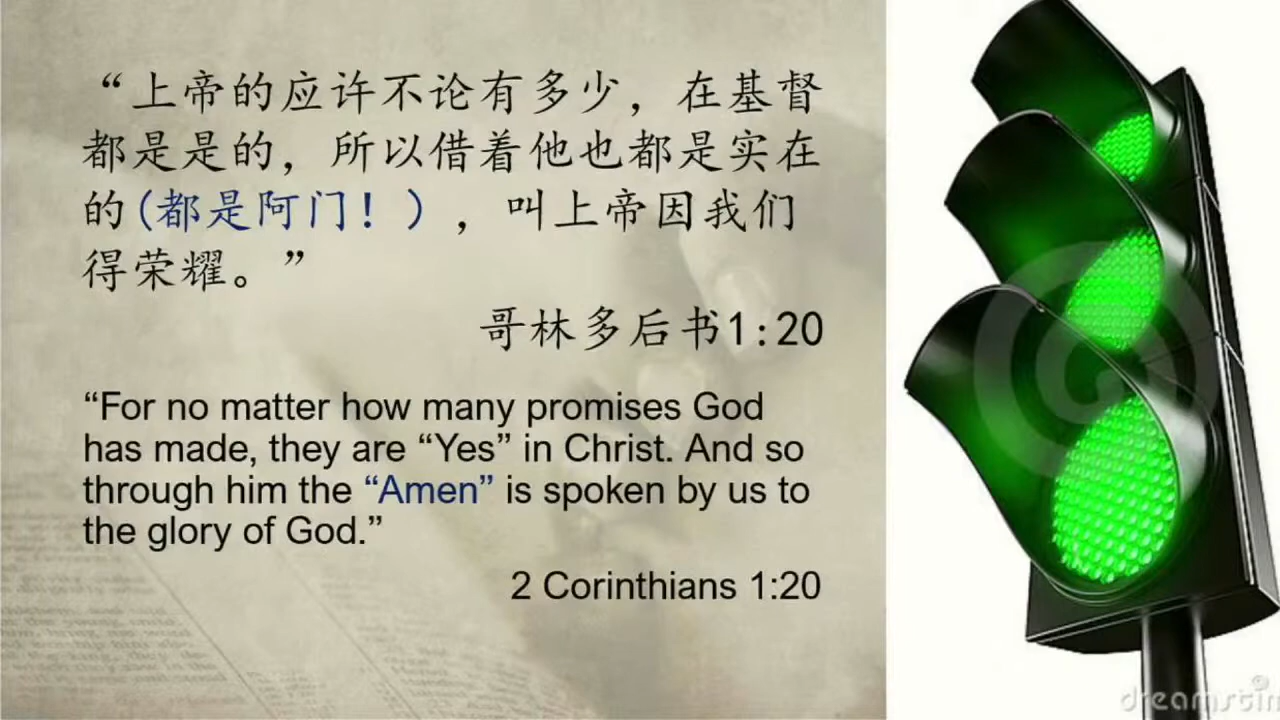 “上帝的应许不论有多少，在基督
都是是的，所以借着他也都是实在
的(都是阿门！)，叫上帝因我们
得荣耀。”
哥林多后书1:20
“For no matter how many promises God
has made, they are “Yes” in Christ. And so
through him the “Amen” is spoken by us to
the glory of God.”
2 Corinthians 1:20
dreamstim